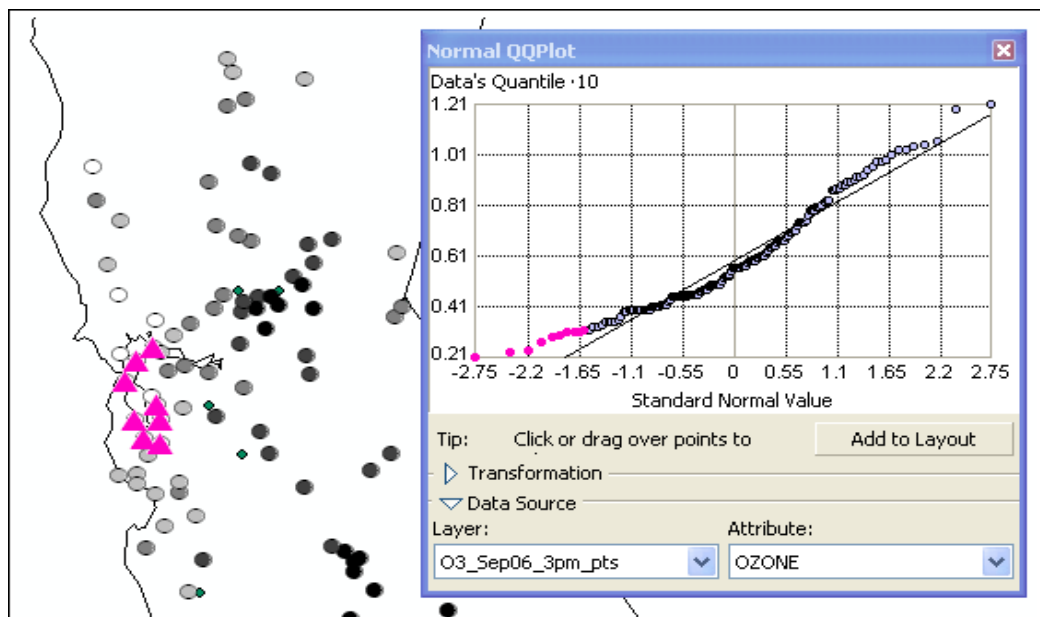 Normal QQPlot
Data's Quantile ·10
1.21
1.01
0.81
0.61
0.41
0.21
-2.75 -2.2 -1.65 -1.1 -0.55 0 0.55 1.1 1.65 2.2 2.75
Standard Normal Value
Tip: Click or drag over points to
Add to Layout
Transformation
Data Source
Layer: Attribute:
O3_Sep06_3pm_pts OZONE